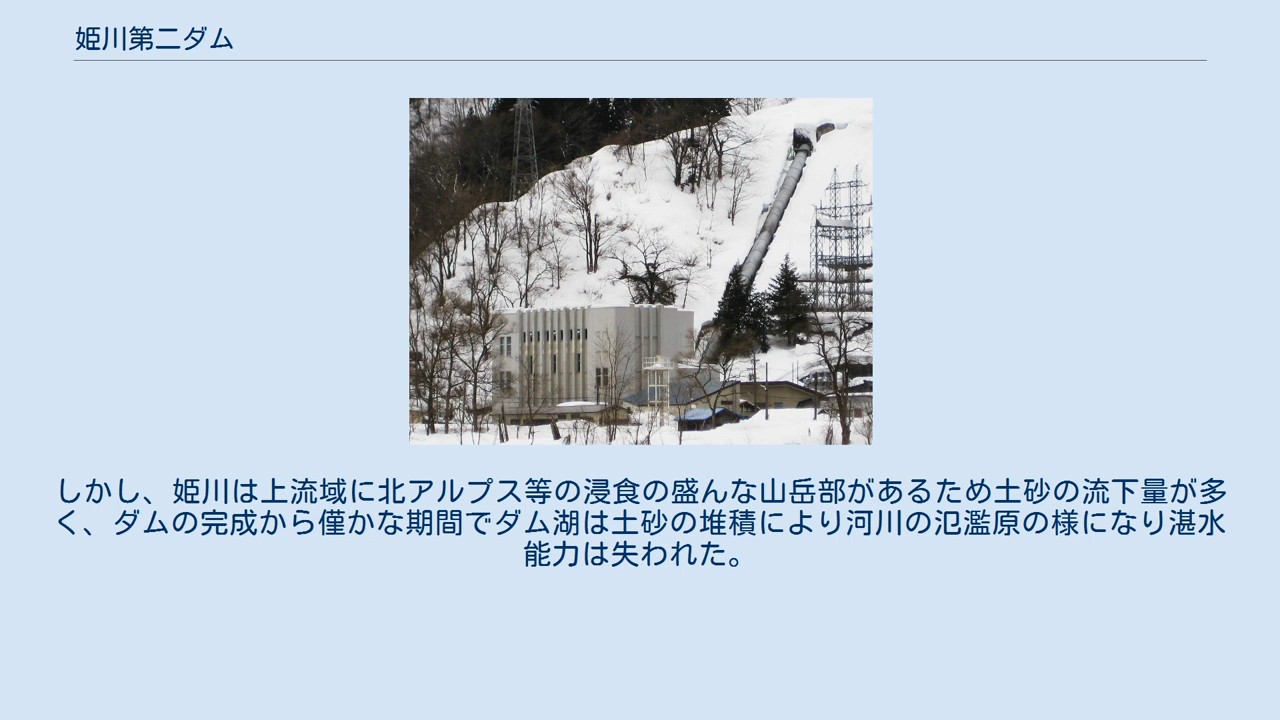 姫川第二ダム
しかし、姫川は上流域に北アルプス等の浸食の盛んな山岳部があるため土砂の流下量が多
く、ダムの完成から僅かな期間でダム湖は土砂の堆積により河川の氾濫原の様になり湛水
能力は失われた。